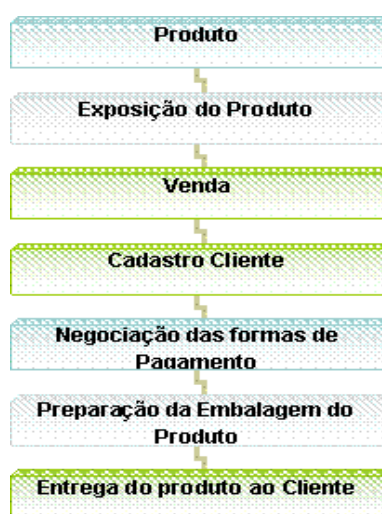 Produto
Exposição do Produto
Venda
Cadastro Cliente
Negociação das formas de
Pagamento
Preparação da Embalagem do
Produto
Entrega do produto ao Cliente